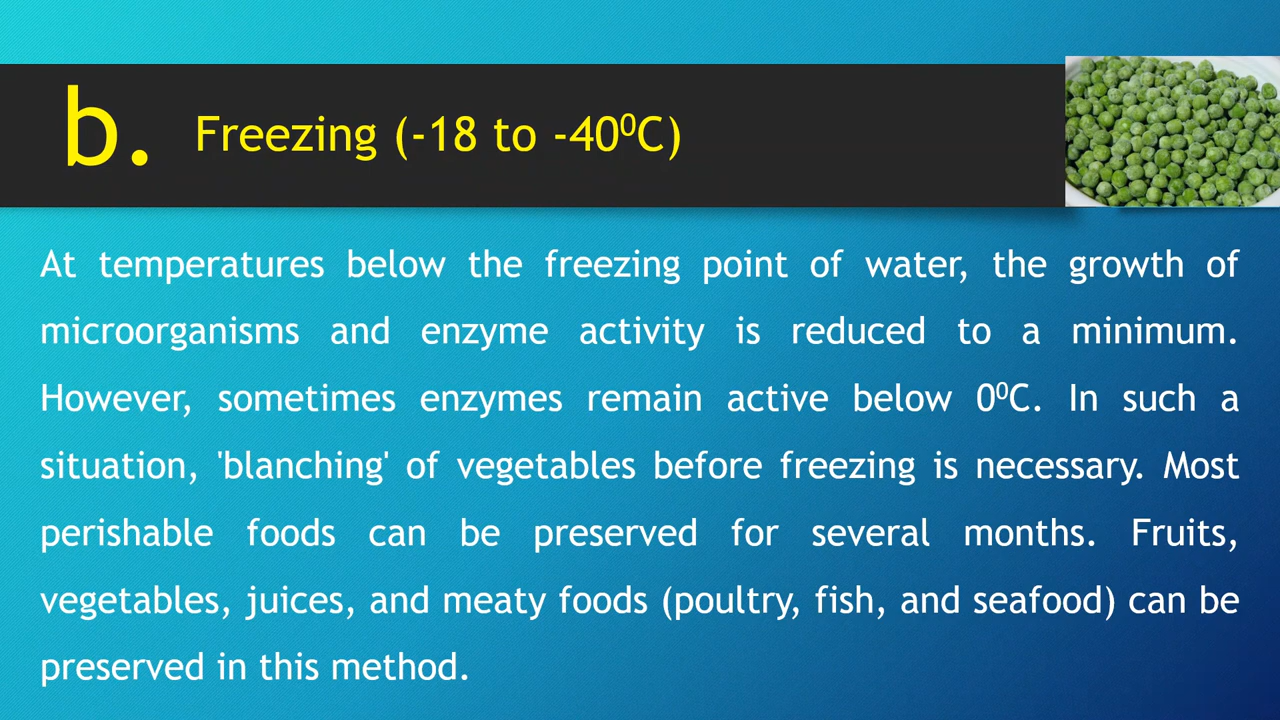 b. Freezing (-18 to -40⁰C)
At temperatures below the freezing point of water, the growth of
microorganisms and enzyme activity is reduced to a minimum.
However, sometimes enzymes remain active below 0⁰C. In such a
situation, 'blanching' of vegetables before freezing is necessary. Most
perishable foods can be preserved for several months. Fruits,
vegetables, juices, and meaty foods (poultry, fish, and seafood) can be
preserved in this method.